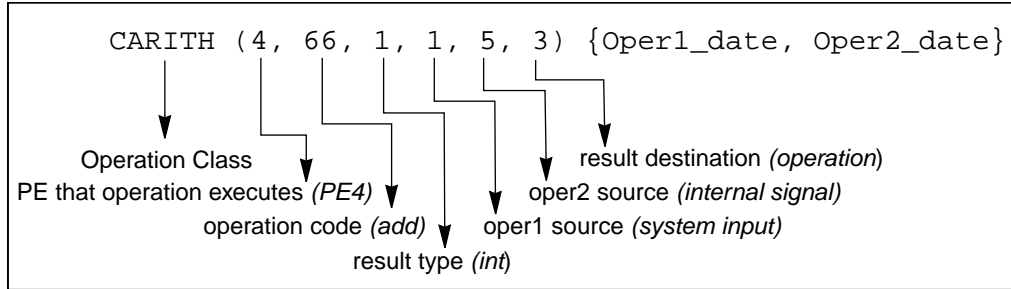 CARITH (4, 66, 1, 1, 5, 3) {Oper1_date, Oper2_date}
Operation Class
result destination (operation)
PE that operation executes (PE4)
oper2 source (internal signal)
operation code (add)
oper1 source (system input)
result type (int)